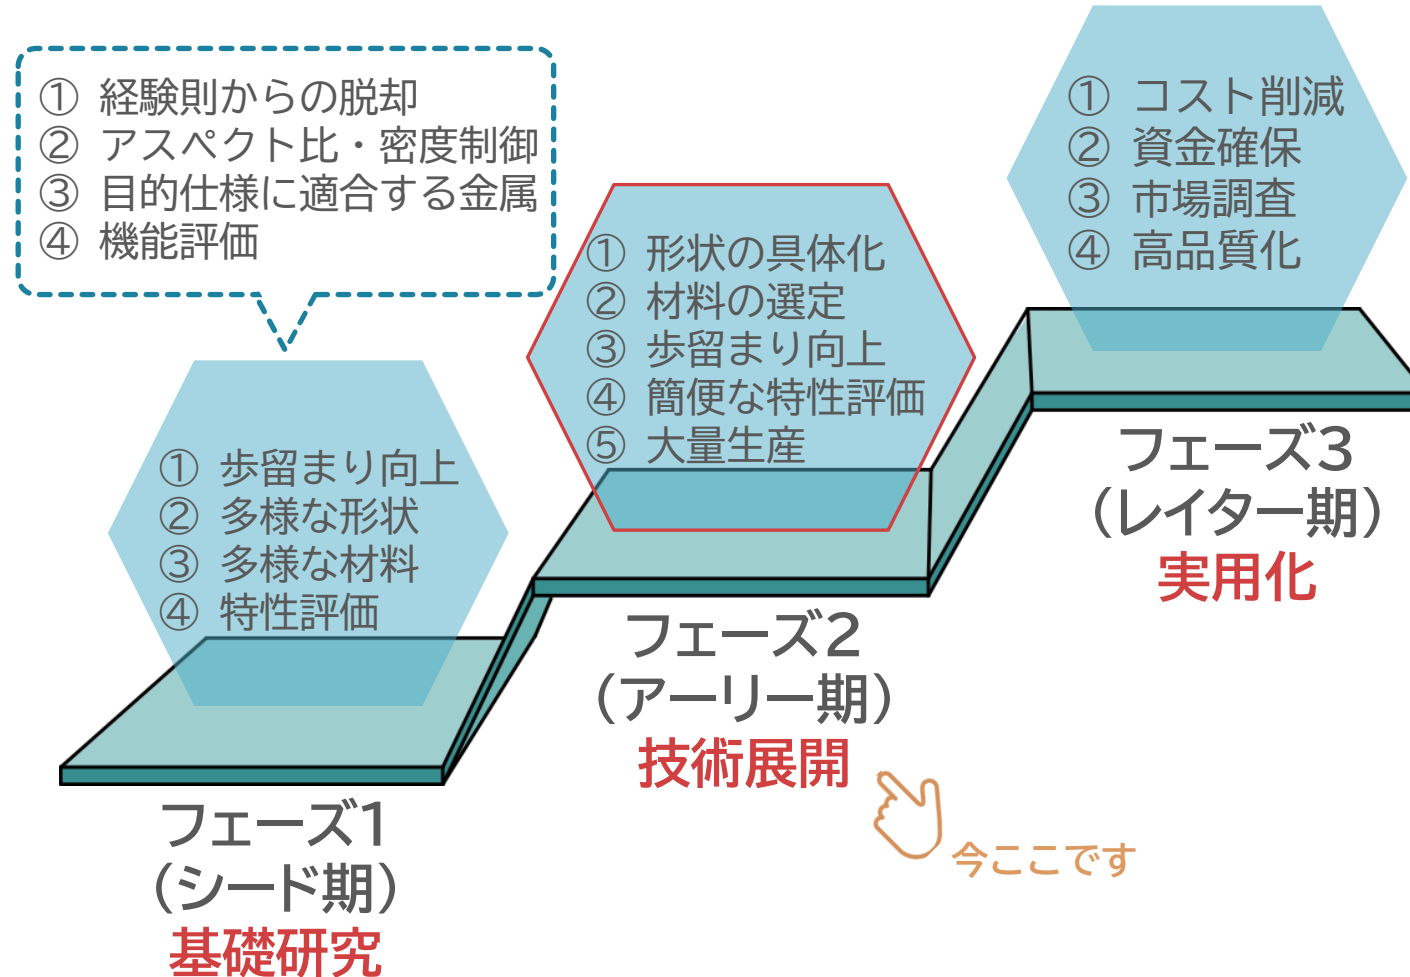 ① 経験則からの脱却
② アスペクト比・密度制御
③ 目的仕様に適合する金属
④ 機能評価
① 歩留まり向上
② 多様な形状
③ 多様な材料
④ 特性評価
フェーズ1
（シード期）
基礎研究
① 形状の具体化
② 材料の選定
③ 歩留まり向上
④ 簡便な特性評価
⑤ 大量生産
フェーズ2
（アーリー期）
技術展開
今ここです
① コスト削減
② 資金確保
③ 市場調査
④ 高品質化
フェーズ3
（レイター期）
実用化